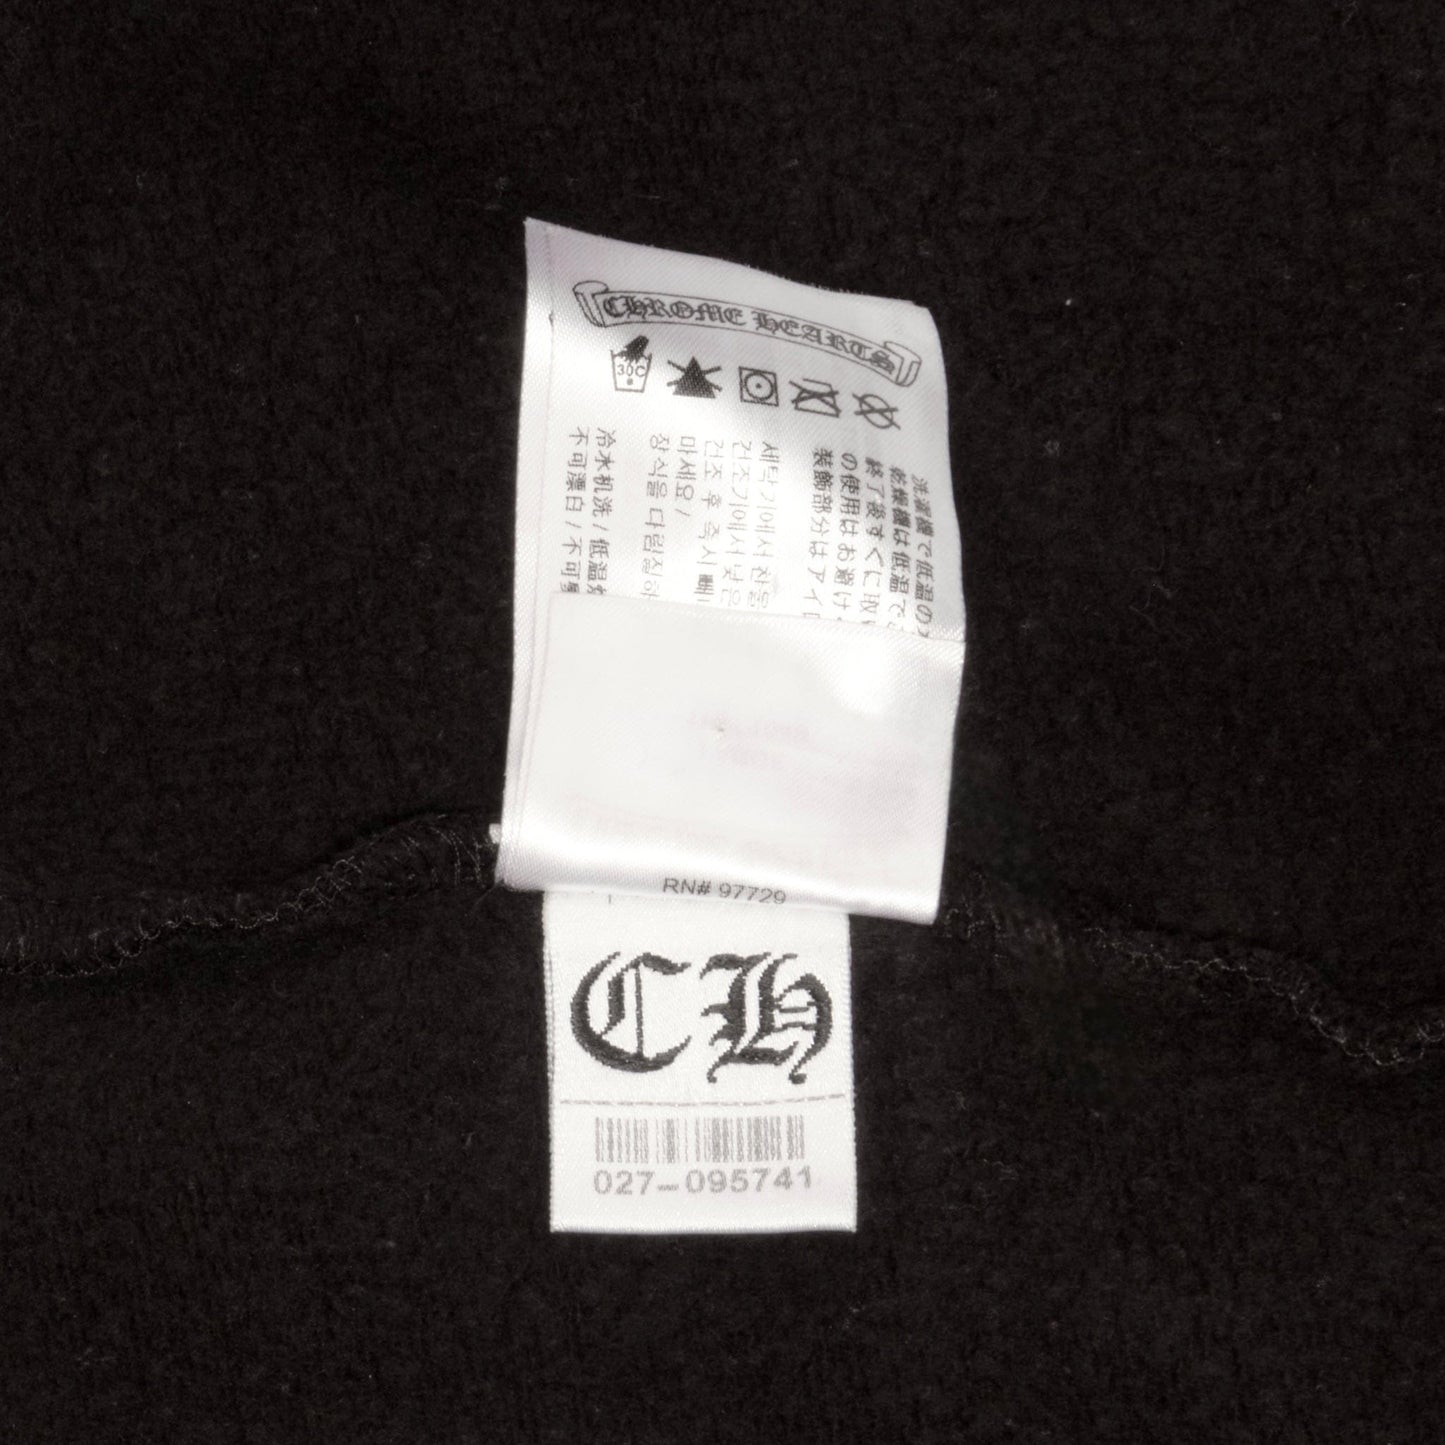 CHROME HEARTS
30C
洗濯機で低温の
乾燥機は低温で
終了後すぐに取
の使用はお避け
装飾部分はアイ
세탁기에서 찬물
건조기에서 낮은
건조 후 즉시 빼
마세요 /
장식을 다림질하
冷水机洗 / 低温
不可漂白 / 不可
RN# 97729
CH
027-095741